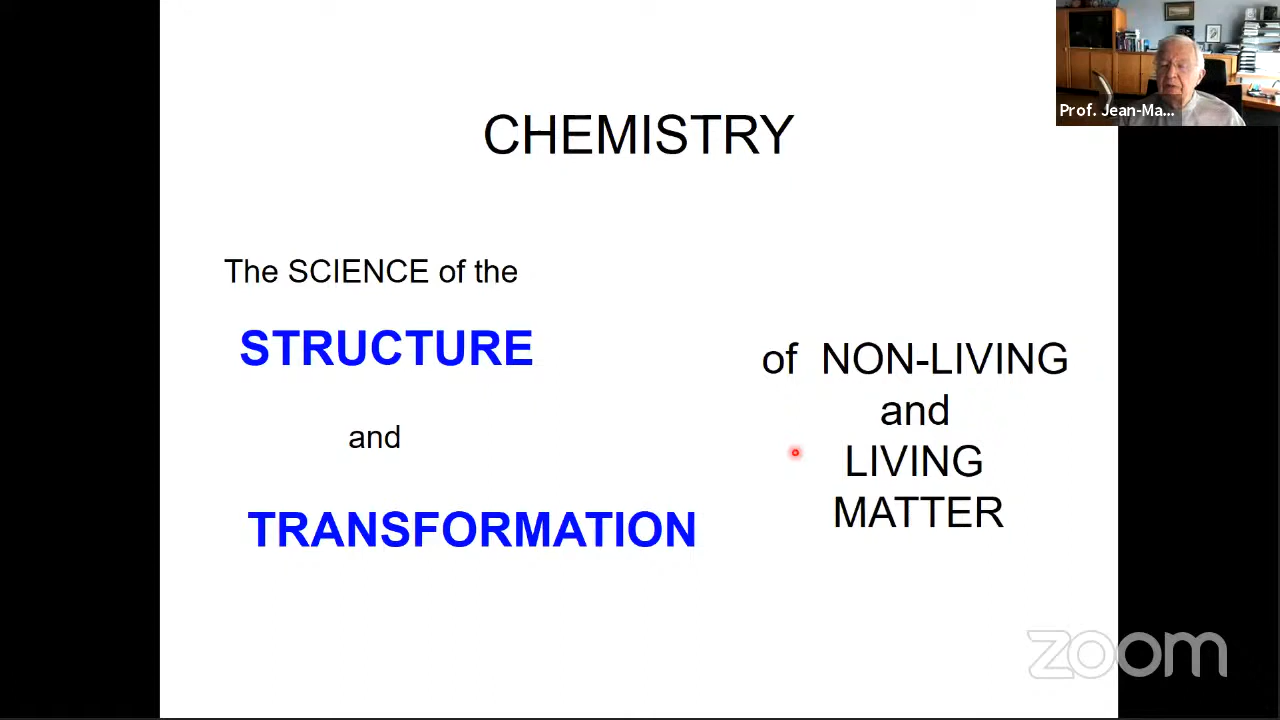 Prof. Jean-Ma...
CHEMISTRY
The SCIENCE of the
STRUCTURE
and
TRANSFORMATION
of NON-LIVING
and
LIVING
MATTER
zoom